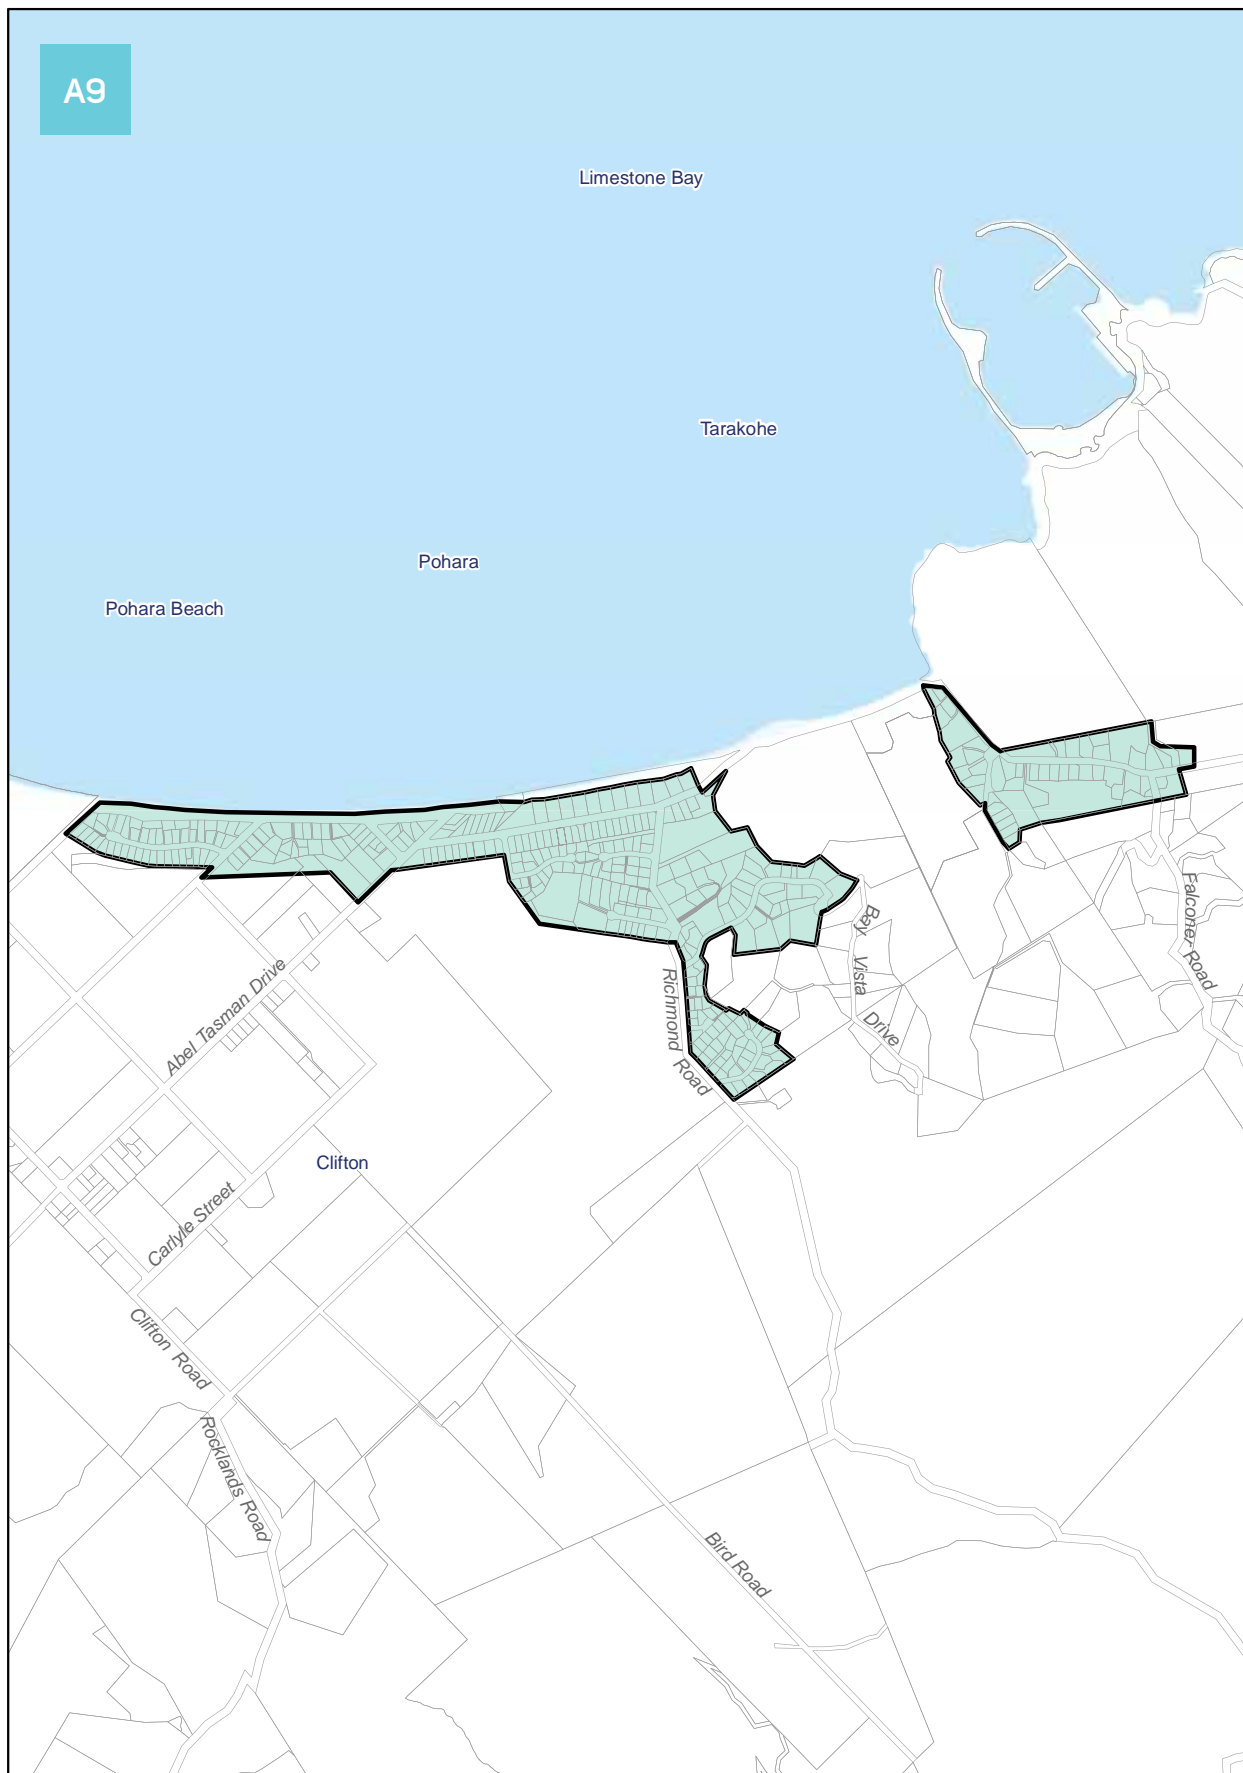 A9
Limestone Bay
Tarakohe
Pohara
Pohara Beach
Falconer Road
Bay Vista Drive
Richmond Road
Abel Tasman Drive
Clifton
Carlyle Street
Clifton Road
Rocklands Road
Bird Road